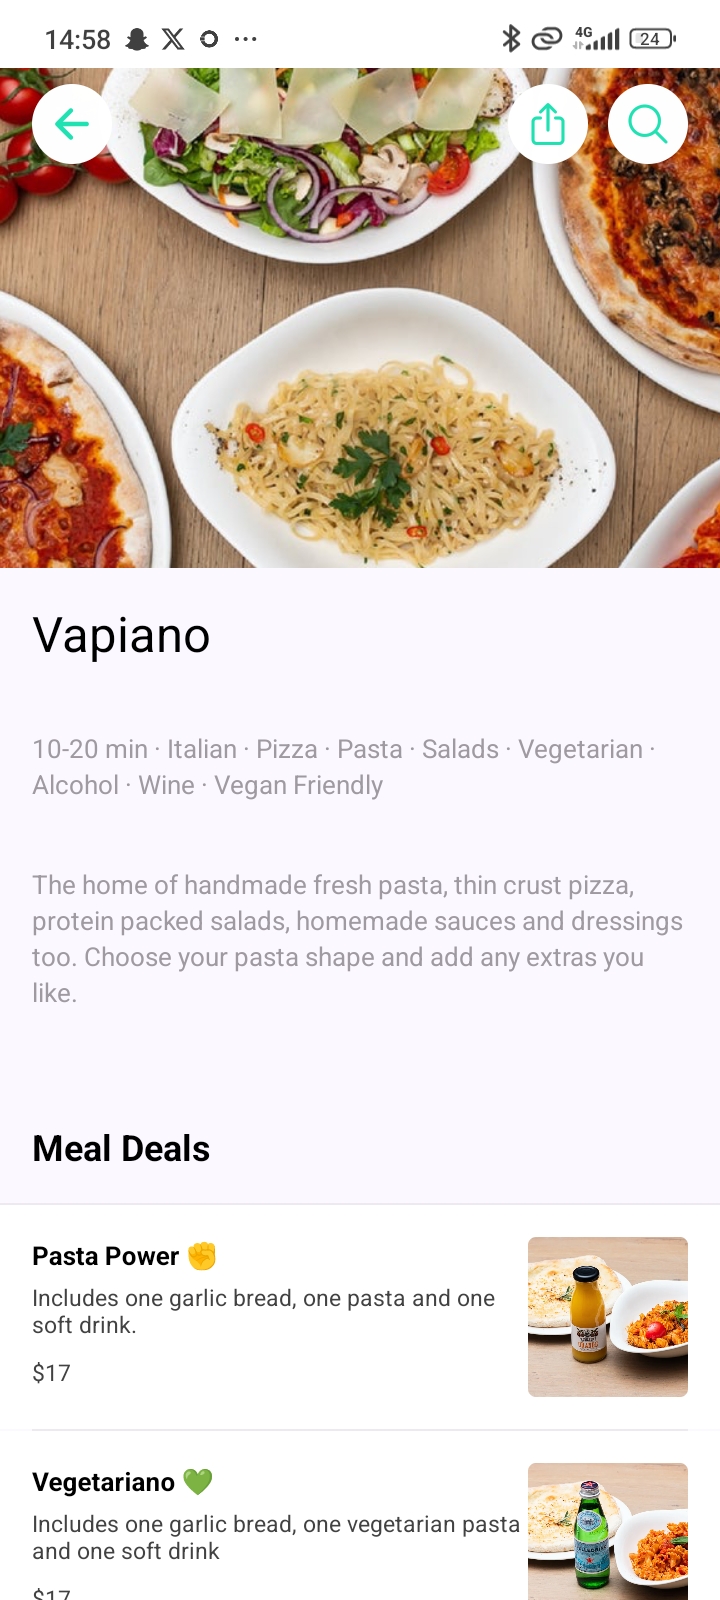 14:58
4G
24
Vapiano
10-20 min · Italian · Pizza · Pasta · Salads · Vegetarian ·
Alcohol · Wine · Vegan Friendly
The home of handmade fresh pasta, thin crust pizza,
protein packed salads, homemade sauces and dressings
too. Choose your pasta shape and add any extras you
like.
Meal Deals
Pasta Power ✊
Includes one garlic bread, one pasta and one
soft drink.
$17
Vegetariano 💚
Includes one garlic bread, one vegetarian pasta
and one soft drink
$17